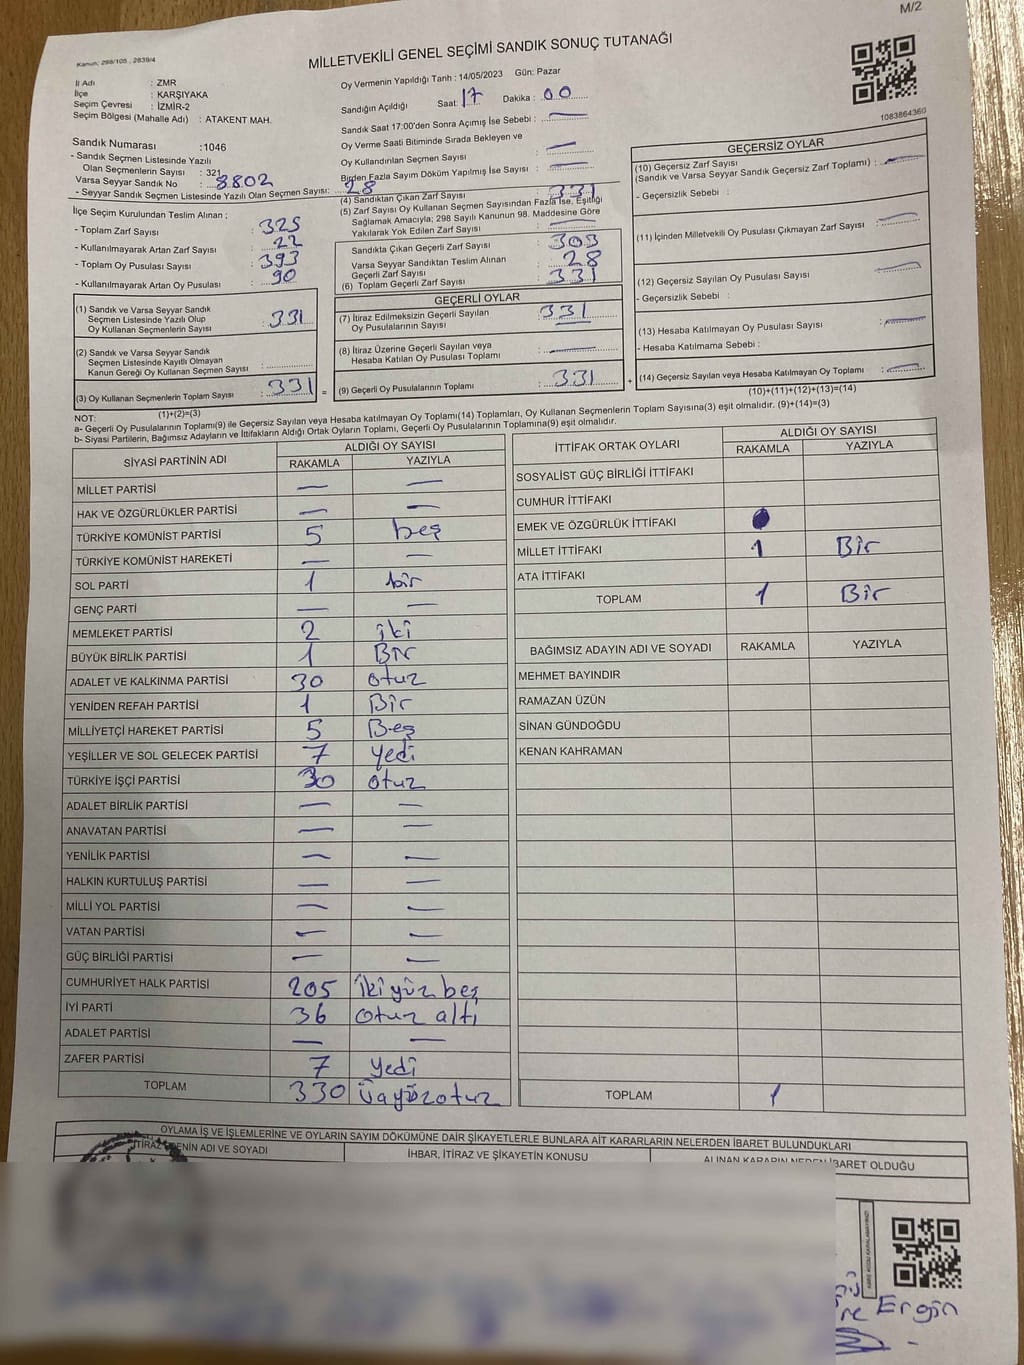 M/2
Kanun: 298/105 , 2839/4
MİLLETVEKİLİ GENEL SEÇİMİ SANDIK SONUÇ TUTANAĞI
İl Adı : ZMR
İlçe : KARŞIYAKA
Seçim Çevresi : İZMİR-2
Seçim Bölgesi (Mahalle Adı) : ATAKENT MAH.
Sandık Numarası :1046
- Sandık Seçmen Listesinde Yazılı
Olan Seçmenlerin Sayısı : 321
Varsa Seyyar Sandık No : 8802
- Seyyar Sandık Seçmen Listesinde Yazılı Olan Seçmen Sayısı: 28
İlçe Seçim Kurulundan Teslim Alınan ;
- Toplam Zarf Sayısı : 325
- Kullanılmayarak Artan Zarf Sayısı : 22
- Toplam Oy Pusulası Sayısı : 393
- Kullanılmayarak Artan Oy Pusulası : 90
(1) Sandık ve Varsa Seyyar Sandık
Seçmen Listesinde Yazılı Olup
Oy Kullanan Seçmenlerin Sayısı : 331
(2) Sandık ve Varsa Seyyar Sandık
Seçmen Listesinde Kayıtlı Olmayan
Kanun Gereği Oy Kullanan Seçmen Sayısı :
(3) Oy Kullanan Seçmenlerin Toplam Sayısı : 331
(1)+(2)=(3)
Oy Vermenin Yapıldığı Tarih : 14/05/2023 Gün: Pazar
Sandığın Açıldığı Saat: 17 Dakika : 00
Sandık Saat 17:00'den Sonra Açımış İse Sebebi : —
Oy Verme Saati Bitiminde Sırada Bekleyen ve
Oy Kullandırılan Seçmen Sayısı : —
Birden Fazla Sayım Döküm Yapılmış İse Sayısı : —
(4) Sandıktan Çıkan Zarf Sayısı : 331
(5) Zarf Sayısı Oy Kullanan Seçmen Sayısından Fazla İse, Eşitliği
Sağlamak Amacıyla; 298 Sayılı Kanunun 98. Maddesine Göre
Yakılarak Yok Edilen Zarf Sayısı : —
Sandıkta Çıkan Geçerli Zarf Sayısı : 303
Varsa Seyyar Sandıktan Teslim Alınan
Geçerli Zarf Sayısı : 28
(6) Toplam Geçerli Zarf Sayısı : 331
GEÇERLİ OYLAR
(7) İtiraz Edilmeksizin Geçerli Sayılan
Oy Pusulalarının Sayısı : 331
(8) İtiraz Üzerine Geçerli Sayılan veya
Hesaba Katılan Oy Pusulası Toplamı : —
= (9) Geçerli Oy Pusulalarının Toplamı : 331 +
1083864360
GEÇERSİZ OYLAR
(10) Geçersiz Zarf Sayısı
(Sandık ve Varsa Seyyar Sandık Geçersiz Zarf Toplamı) : —
- Geçersizlik Sebebi :
(11) İçinden Milletvekili Oy Pusulası Çıkmayan Zarf Sayısı : —
(12) Geçersiz Sayılan Oy Pusulası Sayısı : —
- Geçersizlik Sebebi :
(13) Hesaba Katılmayan Oy Pusulası Sayısı : —
- Hesaba Katılmama Sebebi :
(14) Geçersiz Sayılan veya Hesaba Katılmayan Oy Toplamı : —
(10)+(11)+(12)+(13)=(14)
NOT:
a- Geçerli Oy Pusulalarının Toplamı(9) ile Geçersiz Sayılan veya Hesaba katılmayan Oy Toplamı(14) Toplamları, Oy Kullanan Seçmenlerin Toplam Sayısına(3) eşit olmalıdır. (9)+(14)=(3)
b- Siyasi Partilerin, Bağımsız Adayların ve İttifakların Aldığı Ortak Oyların Toplamı, Geçerli Oy Pusulalarının Toplamına(9) eşit olmalıdır.
SİYASİ PARTİNİN ADI ALDIĞI OY SAYISI
RAKAMLA YAZIYLA
MİLLET PARTİSİ — —
HAK VE ÖZGÜRLÜKLER PARTİSİ — —
TÜRKİYE KOMÜNİST PARTİSİ 5 beş
TÜRKİYE KOMÜNİST HAREKETİ — —
SOL PARTİ 1 bir
GENÇ PARTİ — —
MEMLEKET PARTİSİ 2 iki
BÜYÜK BİRLİK PARTİSİ 1 Bir
ADALET VE KALKINMA PARTİSİ 30 otuz
YENİDEN REFAH PARTİSİ 1 Bir
MİLLİYETÇİ HAREKET PARTİSİ 5 Beş
YEŞİLLER VE SOL GELECEK PARTİSİ 7 yedi
TÜRKİYE İŞÇİ PARTİSİ 30 otuz
ADALET BİRLİK PARTİSİ — —
ANAVATAN PARTİSİ — —
YENİLİK PARTİSİ — —
HALKIN KURTULUŞ PARTİSİ — —
MİLLİ YOL PARTİSİ — —
VATAN PARTİSİ — —
GÜÇ BİRLİĞİ PARTİSİ — —
CUMHURİYET HALK PARTİSİ 205 iki yüz beş
İYİ PARTİ 36 otuz altı
ADALET PARTİSİ — —
ZAFER PARTİSİ 7 yedi
TOPLAM 330 Üçyüzotuz
İTTİFAK ORTAK OYLARI ALDIĞI OY SAYISI
RAKAMLA YAZIYLA
SOSYALİST GÜÇ BİRLİĞİ İTTİFAKI
CUMHUR İTTİFAKI
EMEK VE ÖZGÜRLÜK İTTİFAKI
MİLLET İTTİFAKI 1 Bir
ATA İTTİFAKI
TOPLAM 1 Bir
BAĞIMSIZ ADAYIN ADI VE SOYADI RAKAMLA YAZIYLA
MEHMET BAYINDIR
RAMAZAN ÜZÜN
SİNAN GÜNDOĞDU
KENAN KAHRAMAN
TOPLAM 1
OYLAMA İŞ VE İŞLEMLERİNE VE OYLARIN SAYIM DÖKÜMÜNE DAİR ŞİKAYETLERLE BUNLARA AİT KARARLARIN NELERDEN İBARET BULUNDUKLARI
İTİRAZ EDENİN ADI VE SOYADI İHBAR, İTİRAZ VE ŞİKAYETİN KONUSU ALINAN KARARIN NEDEN İBARET OLDUĞU
Ergin